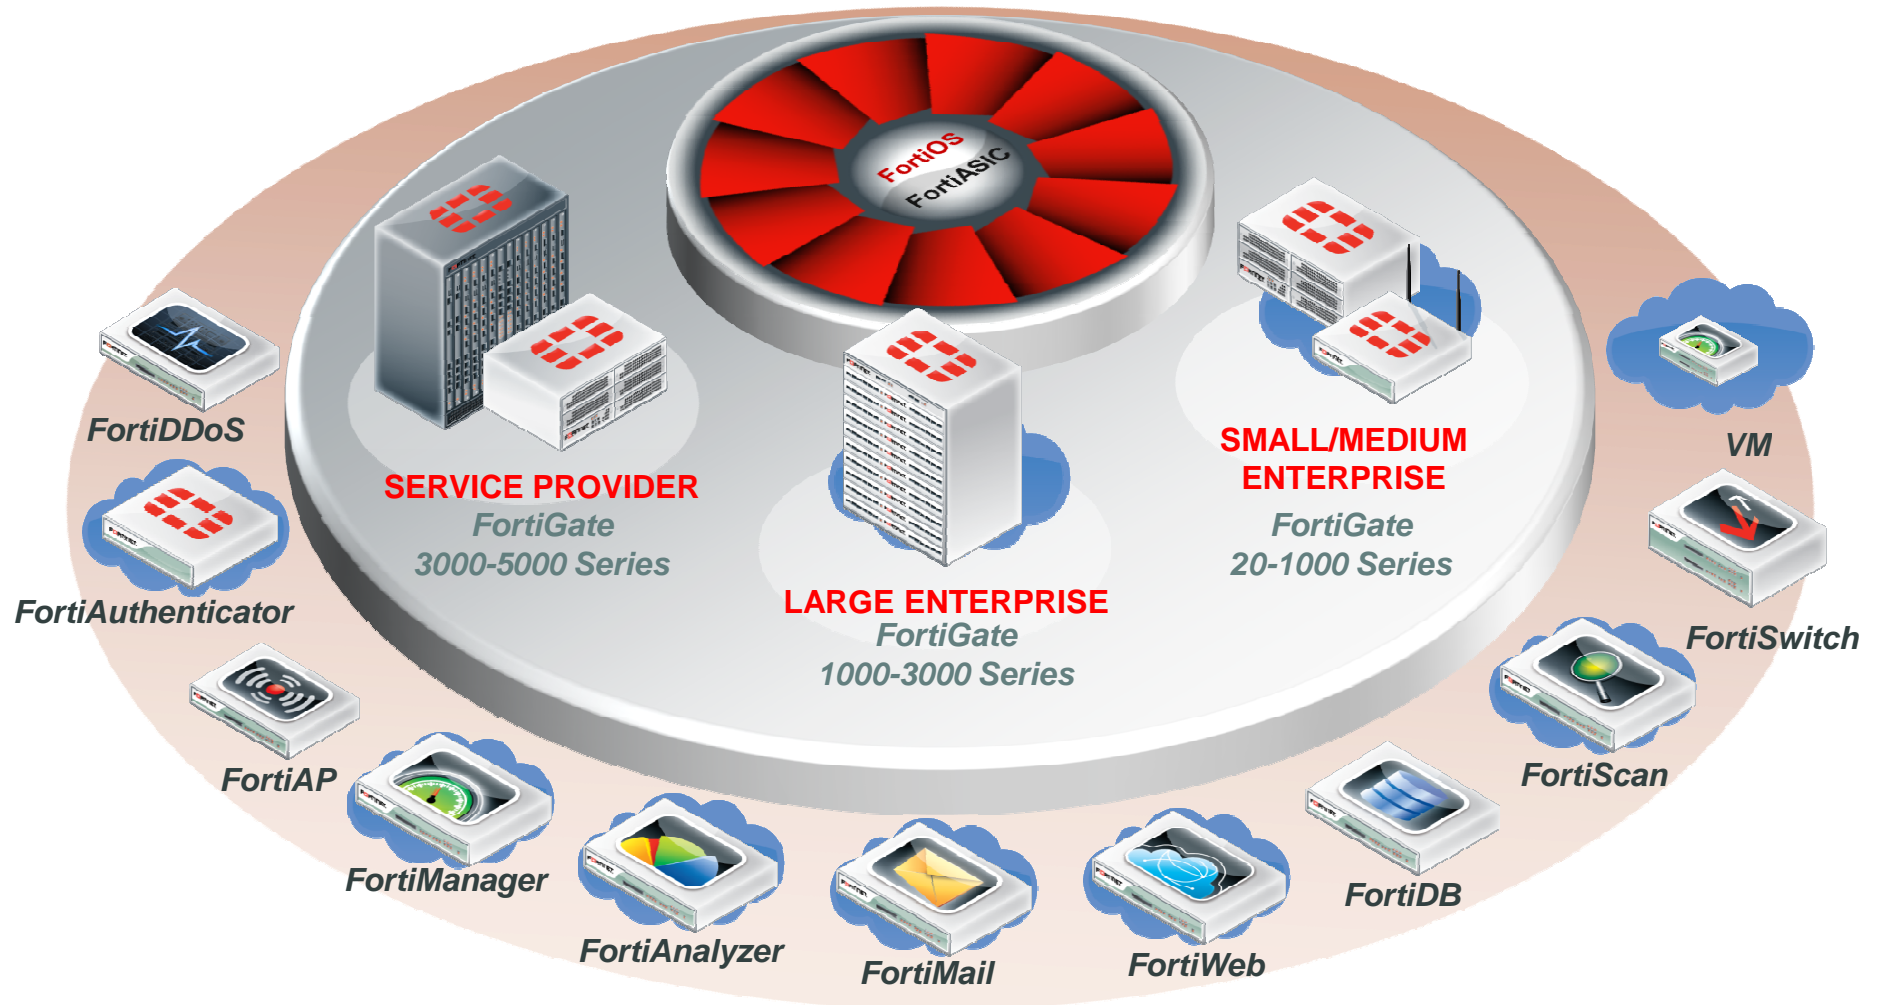 FortiOS
FortiASIC
SERVICE PROVIDER
FortiGate
3000-5000 Series
LARGE ENTERPRISE
FortiGate
1000-3000 Series
SMALL/MEDIUM
ENTERPRISE
FortiGate
20-1000 Series
FortiDDoS
FortiAuthenticator
FortiAP
FortiManager
FortiAnalyzer
FortiMail
FortiWeb
FortiDB
FortiScan
FortiSwitch
VM